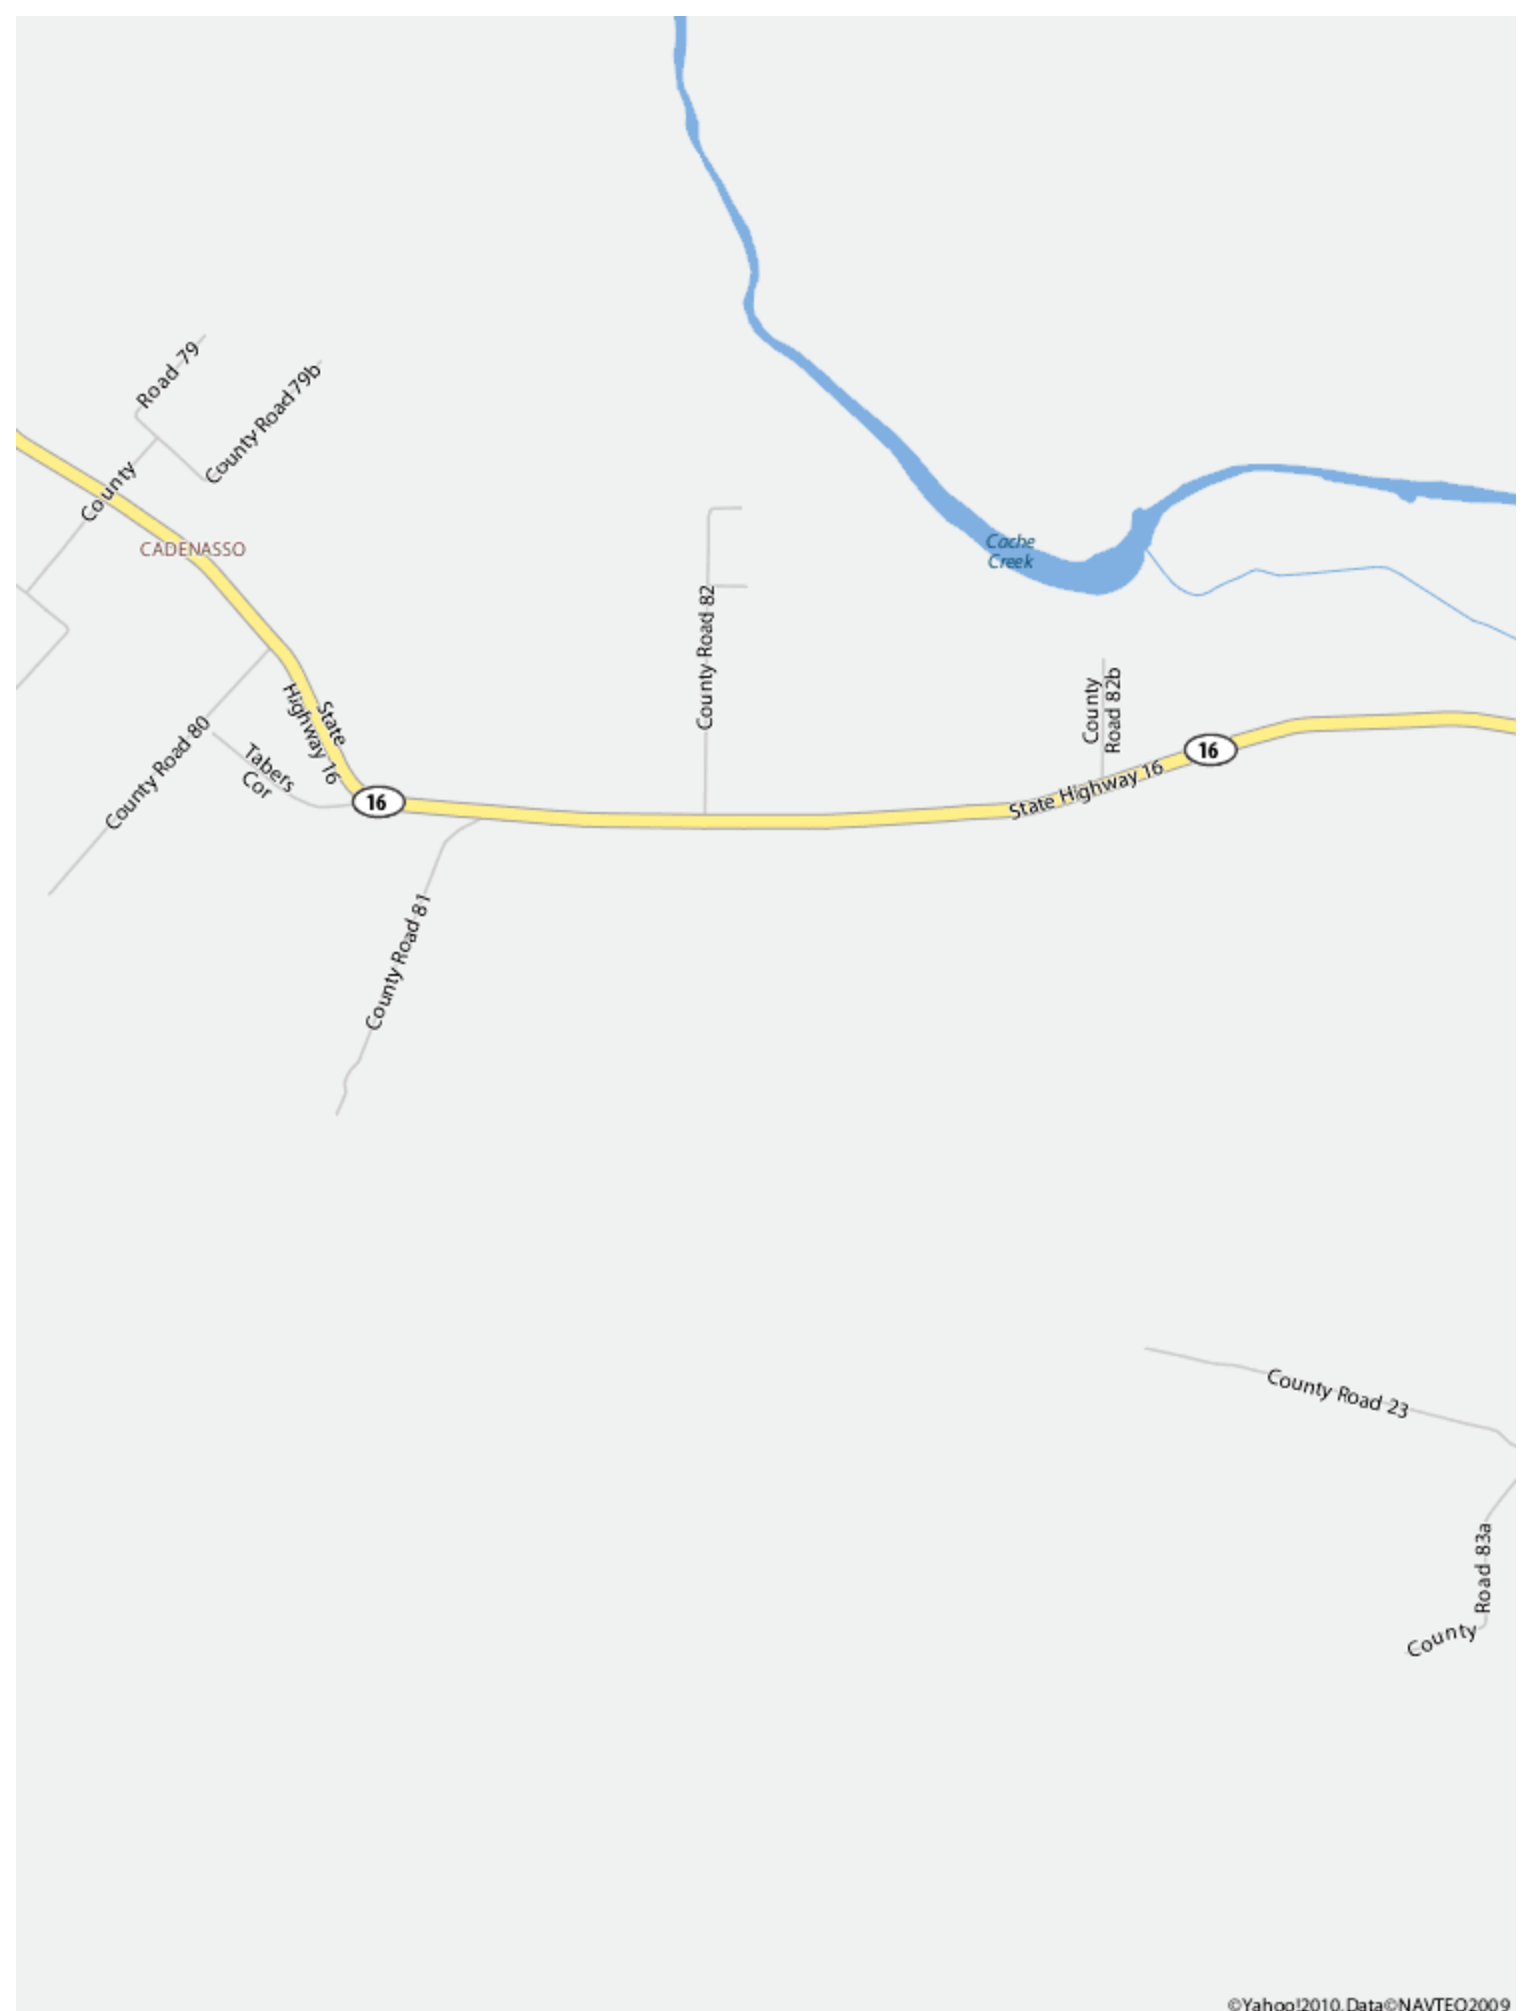 Road 79
County Road 79b
County
CADENASSO
Cache
Creek
County Road 82
State
Highway 16
County
Road 82b
County Road 80
Tabers
Cor
16
16
State Highway 16
County Road 81
County Road 23
Road 83a
County
©Yahoo!2010, Data©NAVTEQ2009